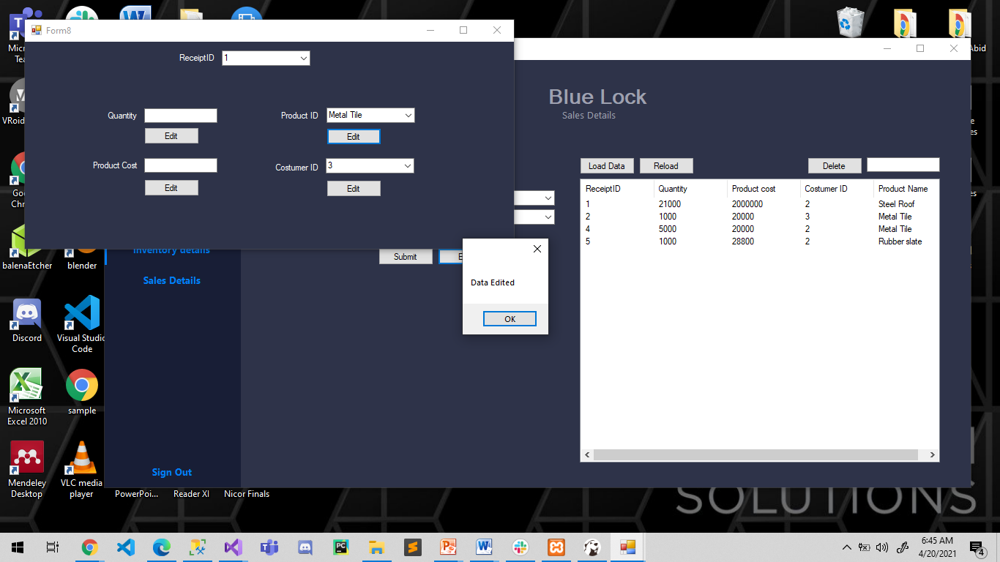 Form8
ReceiptID 1
Quantity
Product ID Metal Tile
Edit
Edit
Product Cost
Costumer ID 3
Edit
Edit
Blue Lock
Sales Details
Load Data
Reload
Delete
ReceiptID Quantity Product cost Costumer ID Product Name
1 21000 2000000 2 Steel Roof
2 1000 20000 3 Metal Tile
4 5000 20000 2 Metal Tile
5 1000 28800 2 Rubber slate
Inventory details
Sales Details
Sign Out
Submit
E
Data Edited
OK
Micr
Tea
VRoid
Goo
Chr
balenaEtcher
blender
Discord
Visual Studio
Code
Microsoft
Excel 2010
sample
Mendeley
Desktop
VLC media
player
PowerPoi...
Reader XI
Nicor Finals
Abid
SOLUTIONS
6:45 AM
4/20/2021
4